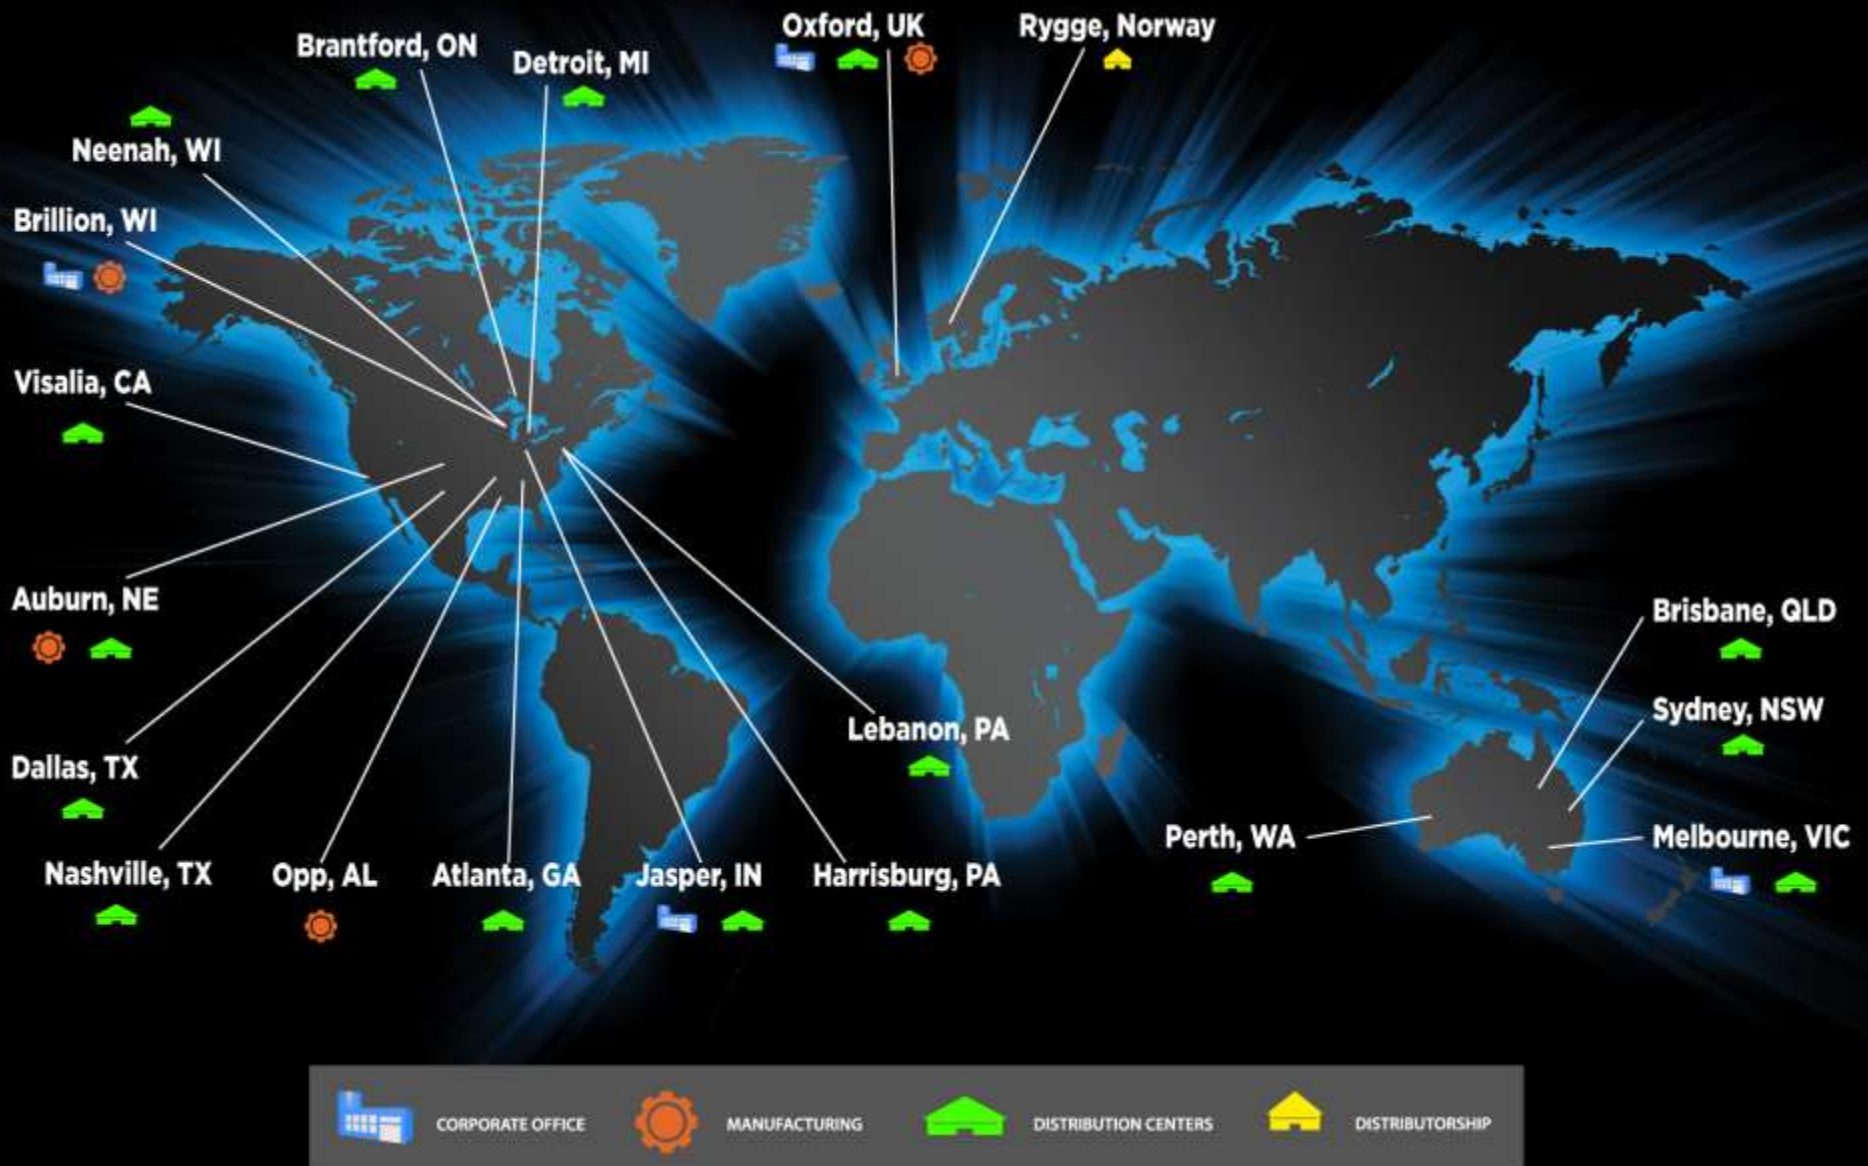 Oxford, UK
Rygge, Norway
Brantford, ON
Detroit, MI
Neenah, WI
Brillion, WI
Visalia, CA
Auburn, NE
Brisbane, QLD
Sydney, NSW
Lebanon, PA
Dallas, TX
Perth, WA
Melbourne, VIC
Nashville, TX
Opp, AL
Atlanta, GA
Jasper, IN
Harrisburg, PA
CORPORATE OFFICE
MANUFACTURING
DISTRIBUTION CENTERS
DISTRIBUTORSHIP